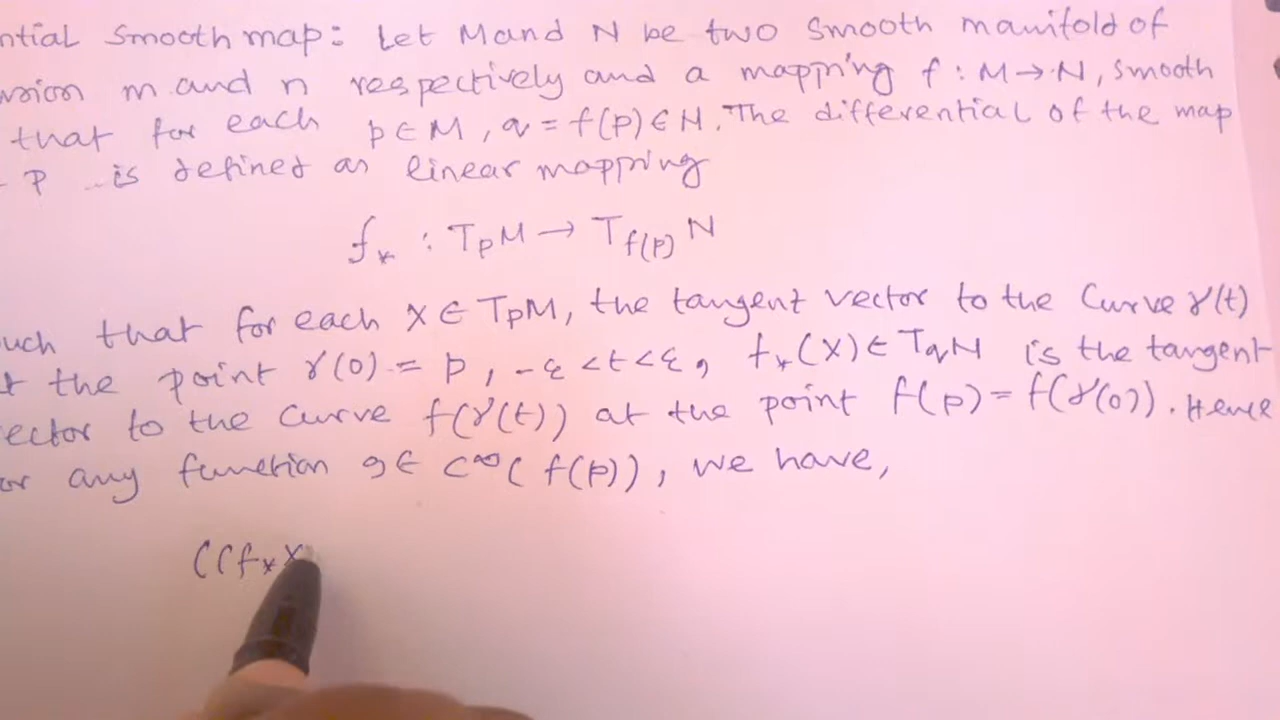 ntial Smooth map: Let M and N be two smooth manifold of
nsion m and n respectively and a mapping f : M → N, smooth
that for each p ∈ M, q = f(p) ∈ N. The differential of the map
P is defined as linear mapping
f* : TpM → Tf(p) N
uch that for each X ∈ TpM, the tangent vector to the curve γ(t)
t the point γ(0) = p, -ε < t < ε, f*(X) ∈ TqN is the tangent
ector to the curve f(γ(t)) at the point f(p) = f(γ(0)). Hence
or any function g ∈ C∞(f(p)), we have,
((f*X